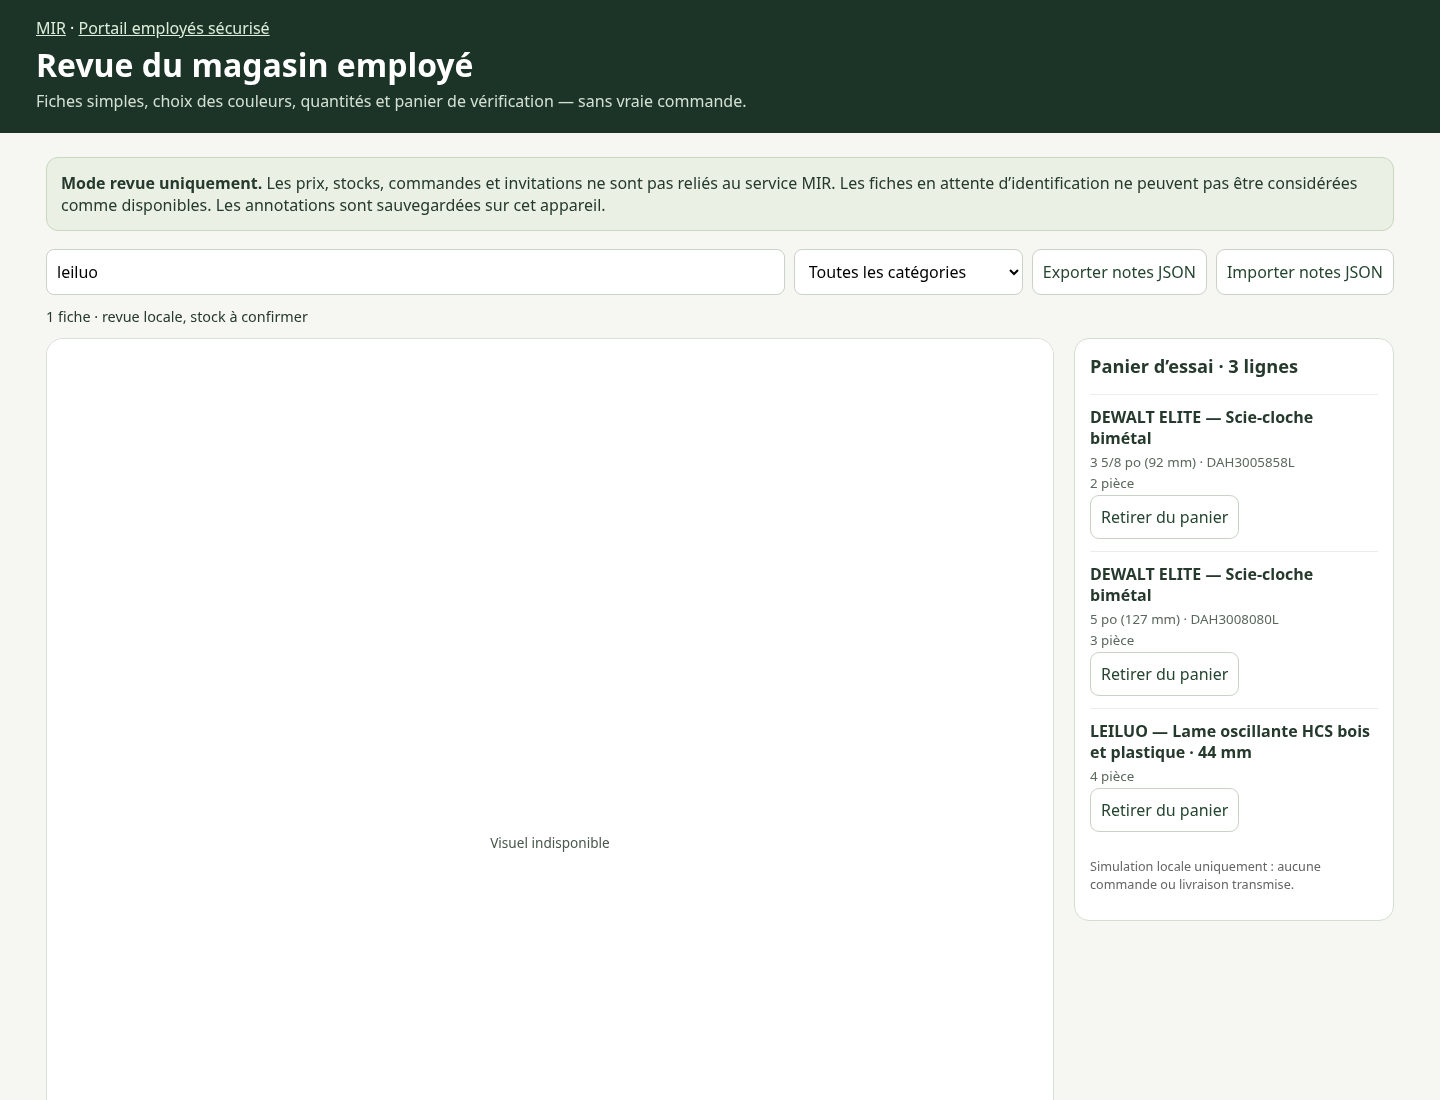 MIR · Portail employés sécurisé
Revue du magasin employé
Fiches simples, choix des couleurs, quantités et panier de vérification — sans vraie commande.
Mode revue uniquement. Les prix, stocks, commandes et invitations ne sont pas reliés au service MIR. Les fiches en attente d’identification ne peuvent pas être considérées
comme disponibles. Les annotations sont sauvegardées sur cet appareil.
leiluo
Toutes les catégories
Exporter notes JSON
Importer notes JSON
1 fiche · revue locale, stock à confirmer
Visuel indisponible
Panier d’essai · 3 lignes
DEWALT ELITE — Scie-cloche
bimétal
3 5/8 po (92 mm) · DAH3005858L
2 pièce
Retirer du panier
DEWALT ELITE — Scie-cloche
bimétal
5 po (127 mm) · DAH3008080L
3 pièce
Retirer du panier
LEILUO — Lame oscillante HCS bois
et plastique · 44 mm
4 pièce
Retirer du panier
Simulation locale uniquement : aucune
commande ou livraison transmise.